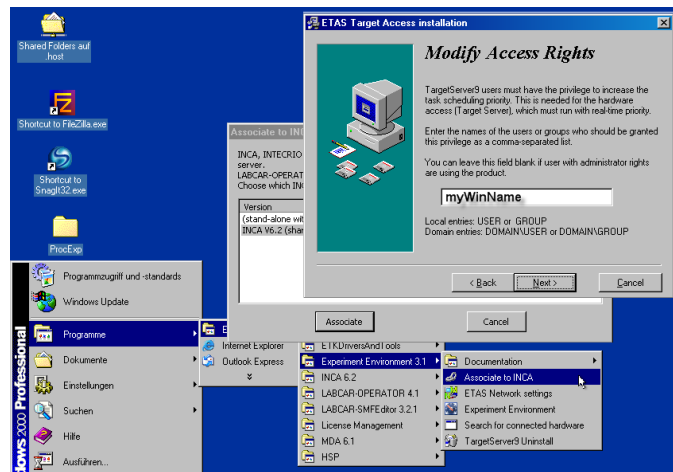 Shared Folders auf
.host
Shortcut to FileZilla.exe
Shortcut to
SnagIt32.exe
ProcExp
ETAS Target Access installation
Modify Access Rights
TargetServer9 users must have the privilege to increase the
task scheduling priority. This is needed for the hardware
access (Target Server), which must run with real-time priority.
Enter the names of the users or groups who should be granted
this privilege as a comma-separated list.
You can leave this field blank if user with administrator rights
are using the product.
myWinName
Local entries: USER or GROUP
Domain entries: DOMAIN\USER or DOMAIN\GROUP
< Back
Next >
Cancel
Associate to IN
INCA, INTECRIO
server.
LABCAR-OPERAT
Choose which IN
Version
(stand-alone wit
INCA V6.2 (shar
Associate
Cancel
Windows 2000 Professional
Programmzugriff und -standards
Windows Update
Programme
Dokumente
Einstellungen
Suchen
Hilfe
Ausführen...
E
Internet Explorer
Outlook Express
ETKDriversAndTools
Experiment Environment 3.1
INCA 6.2
LABCAR-OPERATOR 4.1
LABCAR-SMFEditor 3.2.1
License Management
MDA 6.1
HSP
Documentation
Associate to INCA
ETAS Network settings
Experiment Environment
Search for connected hardware
TargetServer9 Uninstall